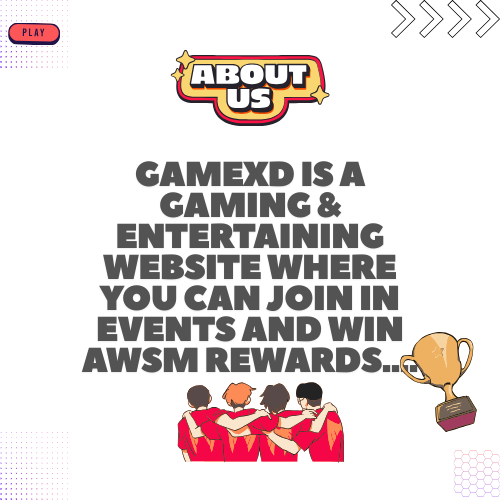 PLAY
ABOUT
US
GAMEXD IS A
GAMING &
ENTERTAINING
WEBSITE WHERE
YOU CAN JOIN IN
EVENTS AND WIN
AWSM REWARDS....